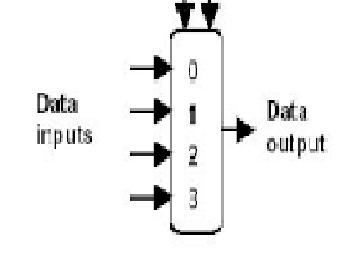 0
Data
inputs
1
2
3
Data
output